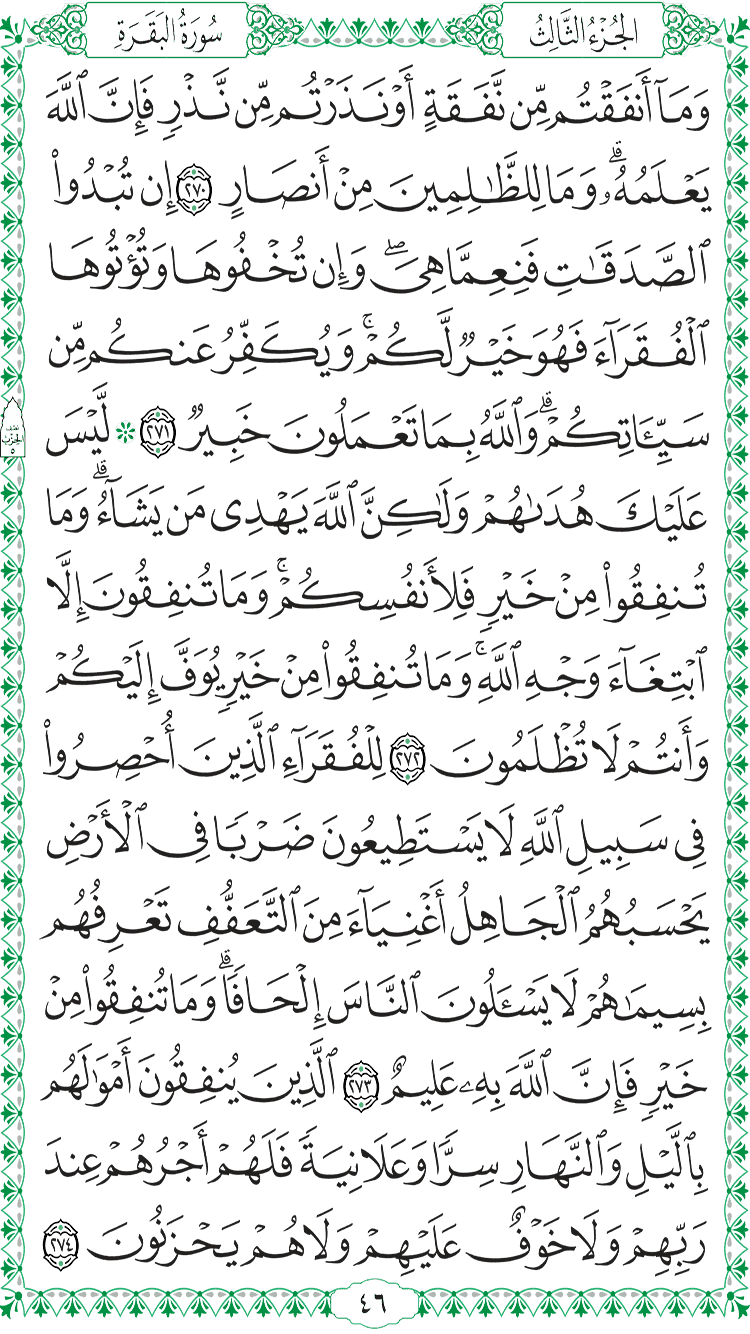 الجُزْءُ الثَّالِثُ
سُورَةُ البَقَرَةِ
وَمَآ أَنفَقْتُم مِّن نَّفَقَةٍ أَوْ نَذَرْتُم مِّن نَّذْرٍ فَإِنَّ ٱللَّهَ
يَعْلَمُهُۥۗ وَمَا لِلظَّٰلِمِينَ مِنْ أَنصَارٍ ٢٧٠ إِن تُبْدُوا۟
ٱلصَّدَقَٰتِ فَنِعِمَّا هِىَۖ وَإِن تُخْفُوهَا وَتُؤْتُوهَا
ٱلْفُقَرَآءَ فَهُوَ خَيْرٌ لَّكُمْۚ وَيُكَفِّرُ عَنكُم مِّن
سَيِّـَٔاتِكُمْۗ وَٱللَّهُ بِمَا تَعْمَلُونَ خَبِيرٌ ٢٧١ ۞ لَّيْسَ
عَلَيْكَ هُدَىٰهُمْ وَلَٰكِنَّ ٱللَّهَ يَهْدِى مَن يَشَآءُۗ وَمَا
تُنفِقُوا۟ مِنْ خَيْرٍ فَلِأَنفُسِكُمْۚ وَمَا تُنفِقُونَ إِلَّا
ٱبْتِغَآءَ وَجْهِ ٱللَّهِۚ وَمَا تُنفِقُوا۟ مِنْ خَيْرٍ يُوَفَّ إِلَيْكُمْ
وَأَنتُمْ لَا تُظْلَمُونَ ٢٧٢ لِلْفُقَرَآءِ ٱلَّذِينَ أُحْصِرُوا۟
فِى سَبِيلِ ٱللَّهِ لَا يَسْتَطِيعُونَ ضَرْبًا فِى ٱلْأَرْضِ
يَحْسَبُهُمُ ٱلْجَاهِلُ أَغْنِيَآءَ مِنَ ٱلتَّعَفُّفِ تَعْرِفُهُم
بِسِيمَٰهُمْ لَا يَسْـَٔلُونَ ٱلنَّاسَ إِلْحَافًاۗ وَمَا تُنفِقُوا۟ مِنْ
خَيْرٍ فَإِنَّ ٱللَّهَ بِهِۦ عَلِيمٌ ٢٧٣ ٱلَّذِينَ يُنفِقُونَ أَمْوَٰلَهُم
بِٱلَّيْلِ وَٱلنَّهَارِ سِرًّا وَعَلَانِيَةً فَلَهُمْ أَجْرُهُمْ عِندَ
رَبِّهِمْ وَلَا خَوْفٌ عَلَيْهِمْ وَلَا هُمْ يَحْزَنُونَ ٢٧٤
نصف
الحزب
٥
٤٦